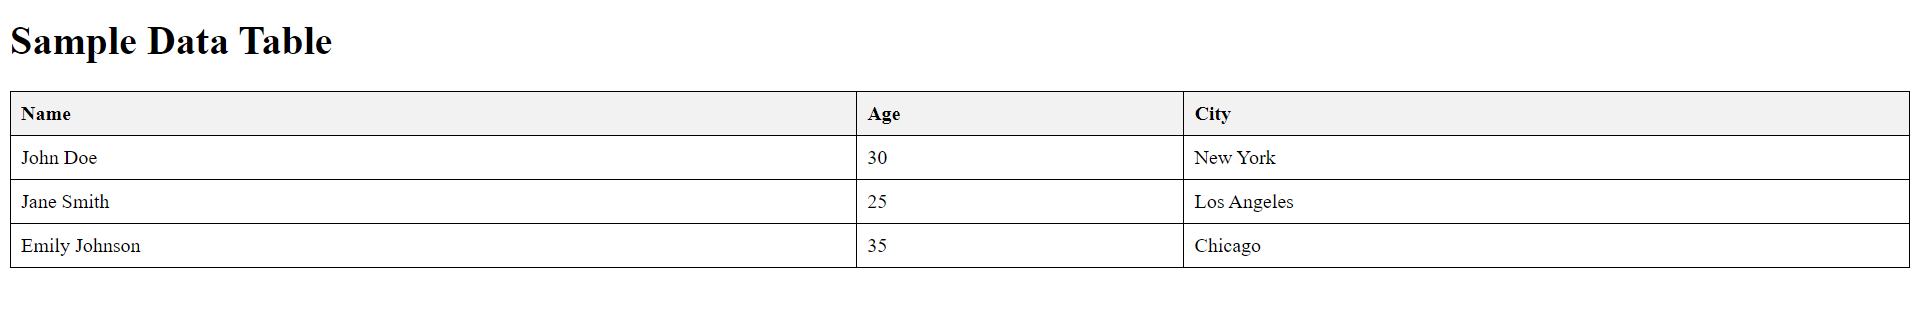 Sample Data Table
Name Age City
John Doe 30 New York
Jane Smith 25 Los Angeles
Emily Johnson 35 Chicago